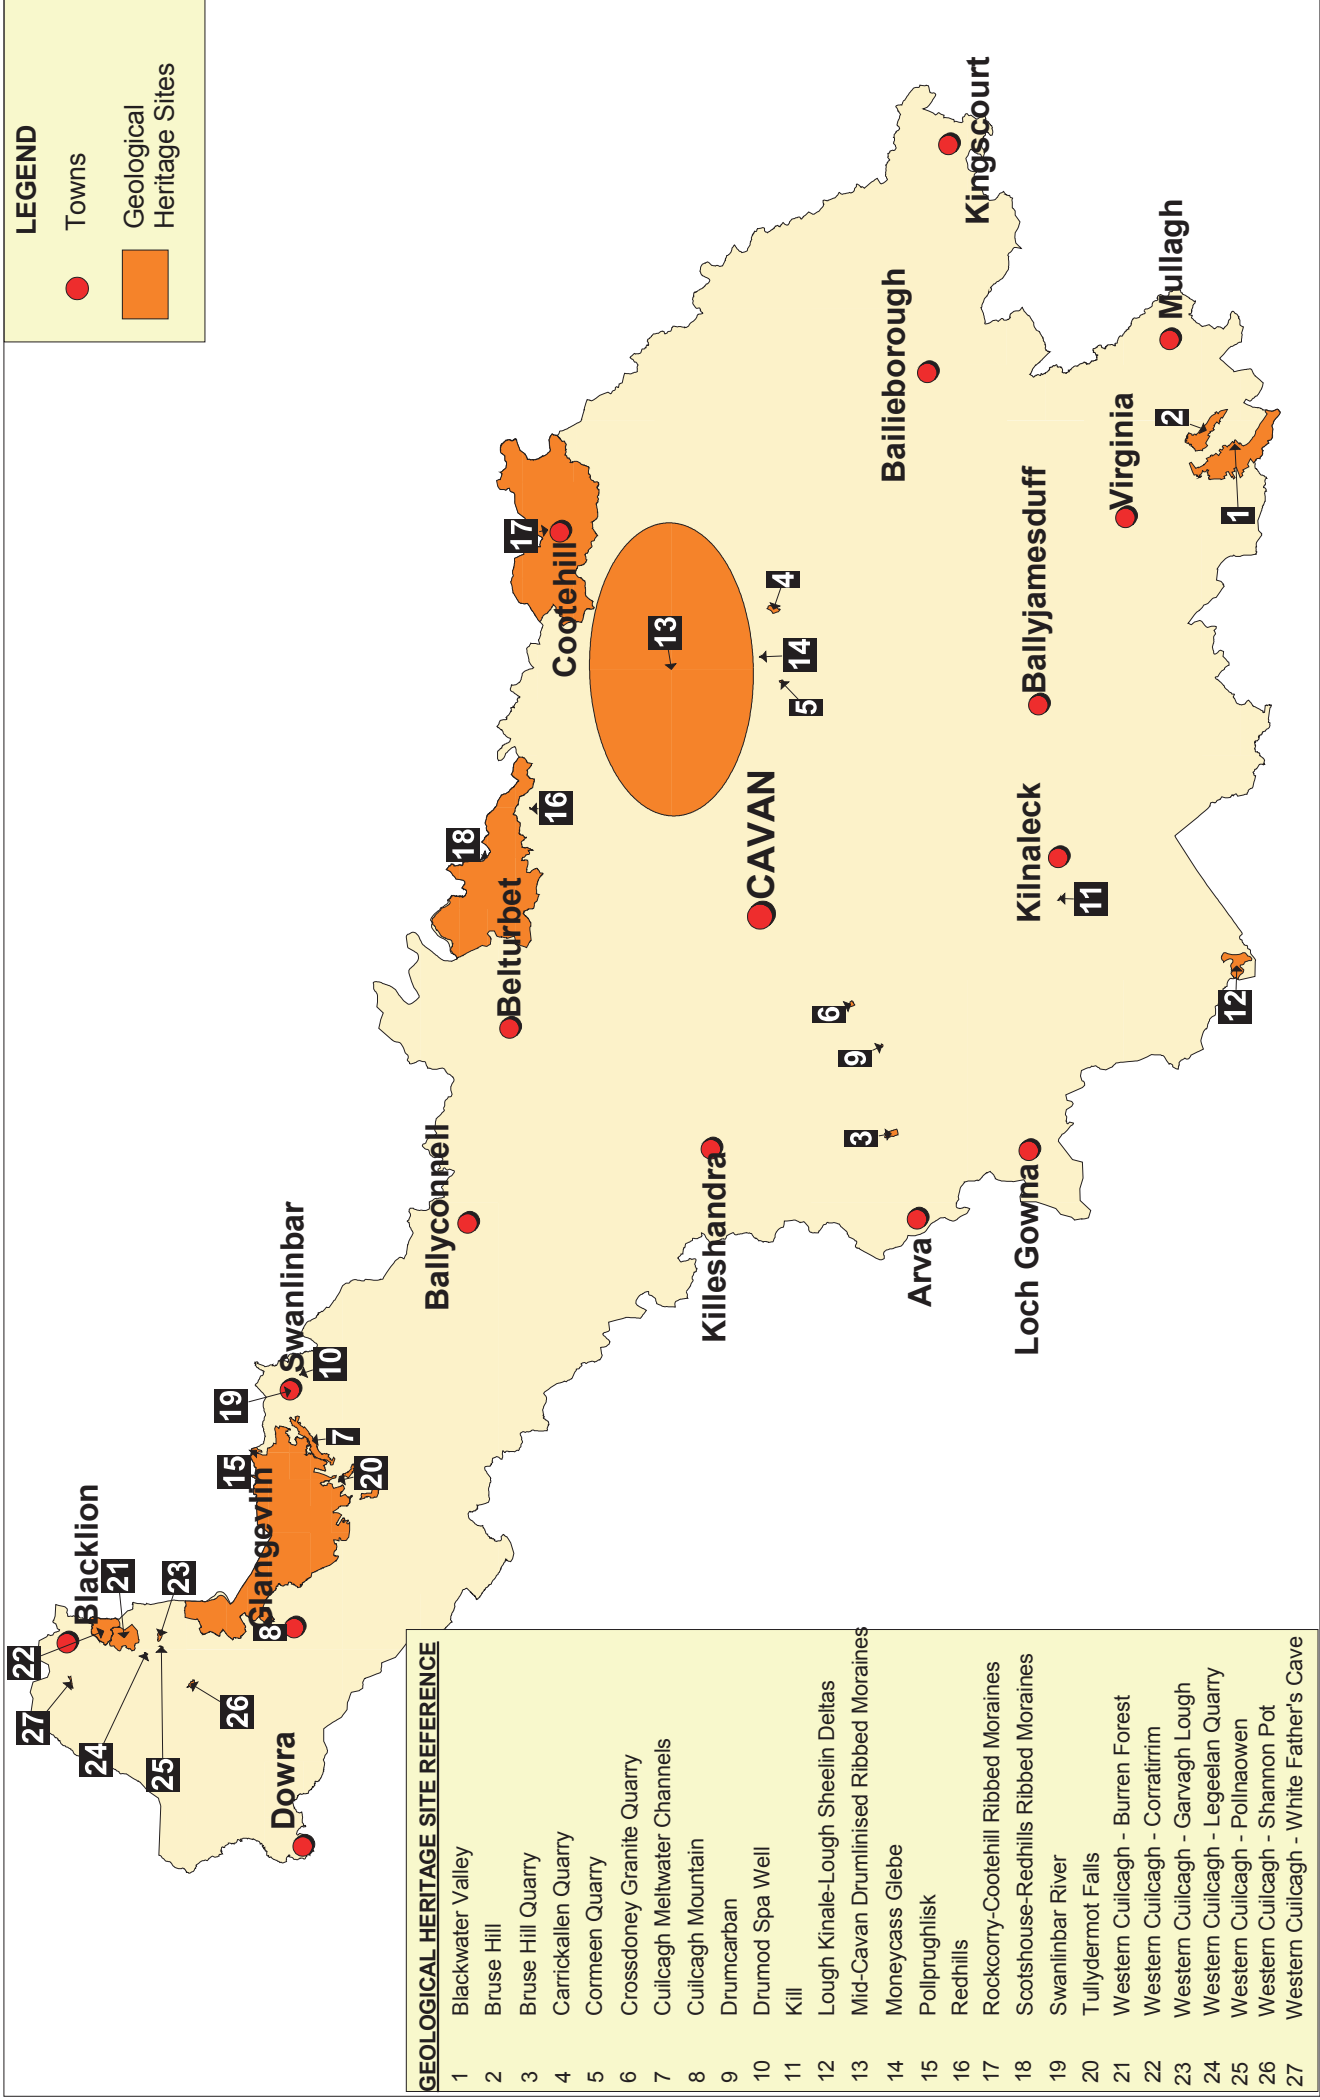 LEGEND
Towns
Geological
Heritage Sites
Blacklion
22
27
21
23
24
25
26
Dowra
Glangevlin
8
15
19
Swanlinbar
10
7
20
Ballyconnell
Belturbet
18
16
17
Cootehill
13
4
14
5
CAVAN
Killeshandra
6
9
3
Arva
Loch Gowna
Kilnaleck
11
12
Ballyjamesduff
Virginia
Bailieborough
Kingscourt
Mullagh
2
1
GEOLOGICAL HERITAGE SITE REFERENCE
1 Blackwater Valley
2 Bruse Hill
3 Bruse Hill Quarry
4 Carrickallen Quarry
5 Cormeen Quarry
6 Crossdoney Granite Quarry
7 Cuilcagh Meltwater Channels
8 Cuilcagh Mountain
9 Drumcarban
10 Drumod Spa Well
11 Kill
12 Lough Kinale-Lough Sheelin Deltas
13 Mid-Cavan Drumlinised Ribbed Moraines
14 Moneycass Glebe
15 Pollprughlisk
16 Redhills
17 Rockcorry-Cootehill Ribbed Moraines
18 Scotshouse-Redhills Ribbed Moraines
19 Swanlinbar River
20 Tullydermot Falls
21 Western Cuilcagh - Burren Forest
22 Western Cuilcagh - Corratirrim
23 Western Cuilcagh - Garvagh Lough
24 Western Cuilcagh - Legeelan Quarry
25 Western Cuilcagh - Pollnaowen
26 Western Cuilcagh - Shannon Pot
27 Western Cuilcagh - White Father's Cave